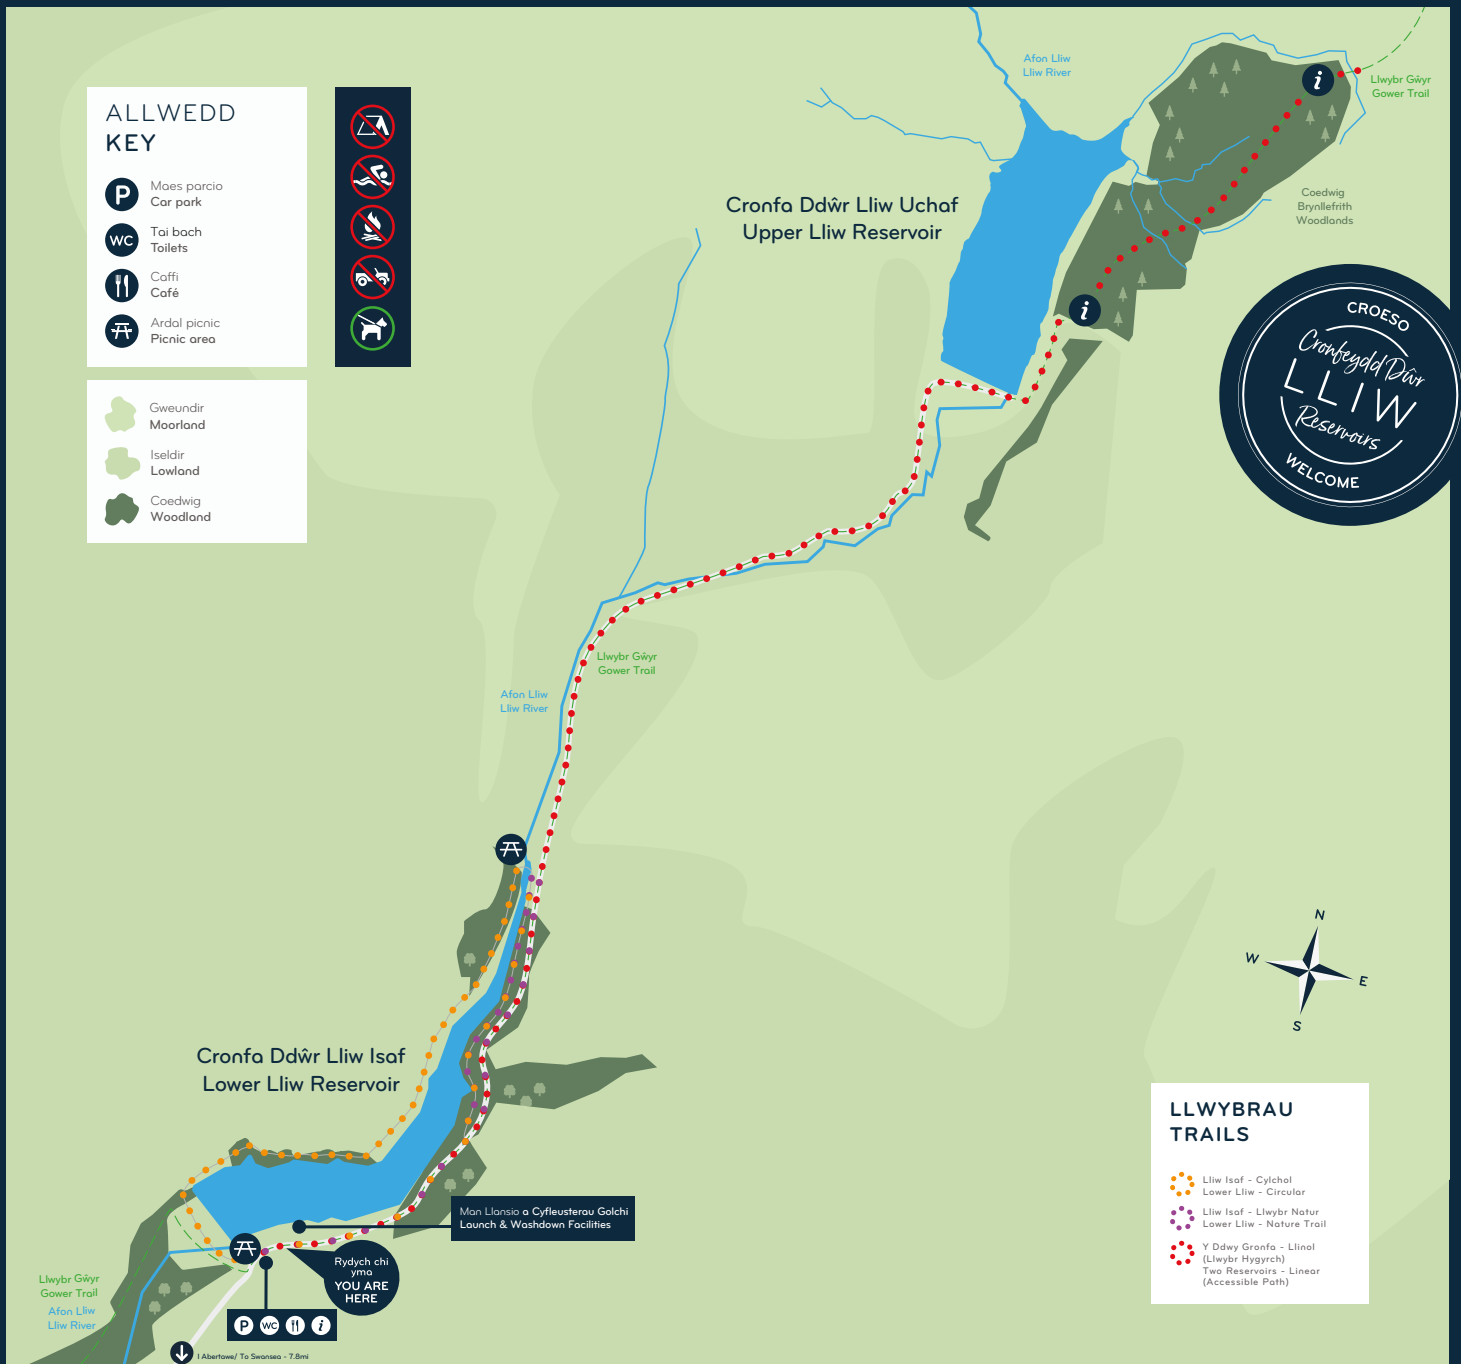 ALLWEDD
KEY
P
Maes parcio
Car park
WC
Tai bach
Toilets
Caffi
Café
Ardal picnic
Picnic area
Gweundir
Moorland
Iseldir
Lowland
Coedwig
Woodland
Afon Lliw
Lliw River
i
Llwybr Gŵyr
Gower Trail
Cronfa Ddŵr Lliw Uchaf
Upper Lliw Reservoir
Coedwig
Brynllefrith
Woodlands
i
CROESO
Cronfeydd Dŵr
LLIW
Reservoirs
WELCOME
Llwybr Gŵyr
Gower Trail
Afon Lliw
Lliw River
N
W
E
S
Cronfa Ddŵr Lliw Isaf
Lower Lliw Reservoir
LLWYBRAU
TRAILS
Lliw Isaf - Cylchol
Lower Lliw - Circular
Lliw Isaf - Llwybr Natur
Lower Lliw - Nature Trail
Y Ddwy Gronfa - Llinol
(Llwybr Hygyrch)
Two Reservoirs - Linear
(Accessible Path)
Man Llansio a Cyfleusterau Golchi
Launch & Washdown Facilities
Rydych chi
yma
YOU ARE
HERE
Llwybr Gŵyr
Gower Trail
Afon Lliw
Lliw River
P WC i
I Abertawe/ To Swansea - 7.8mi